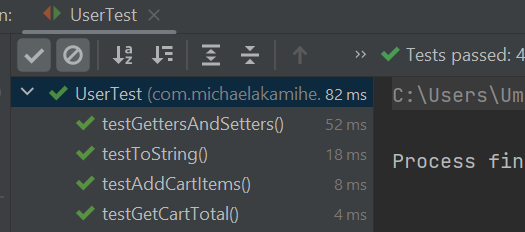 n: UserTest
Tests passed: 4
UserTest (com.michaelakamihe. 82 ms
C:\Users\Um
testGettersAndSetters() 52 ms
testToString() 18 ms
Process fin
testAddCartItems() 8 ms
testGetCartTotal() 4 ms